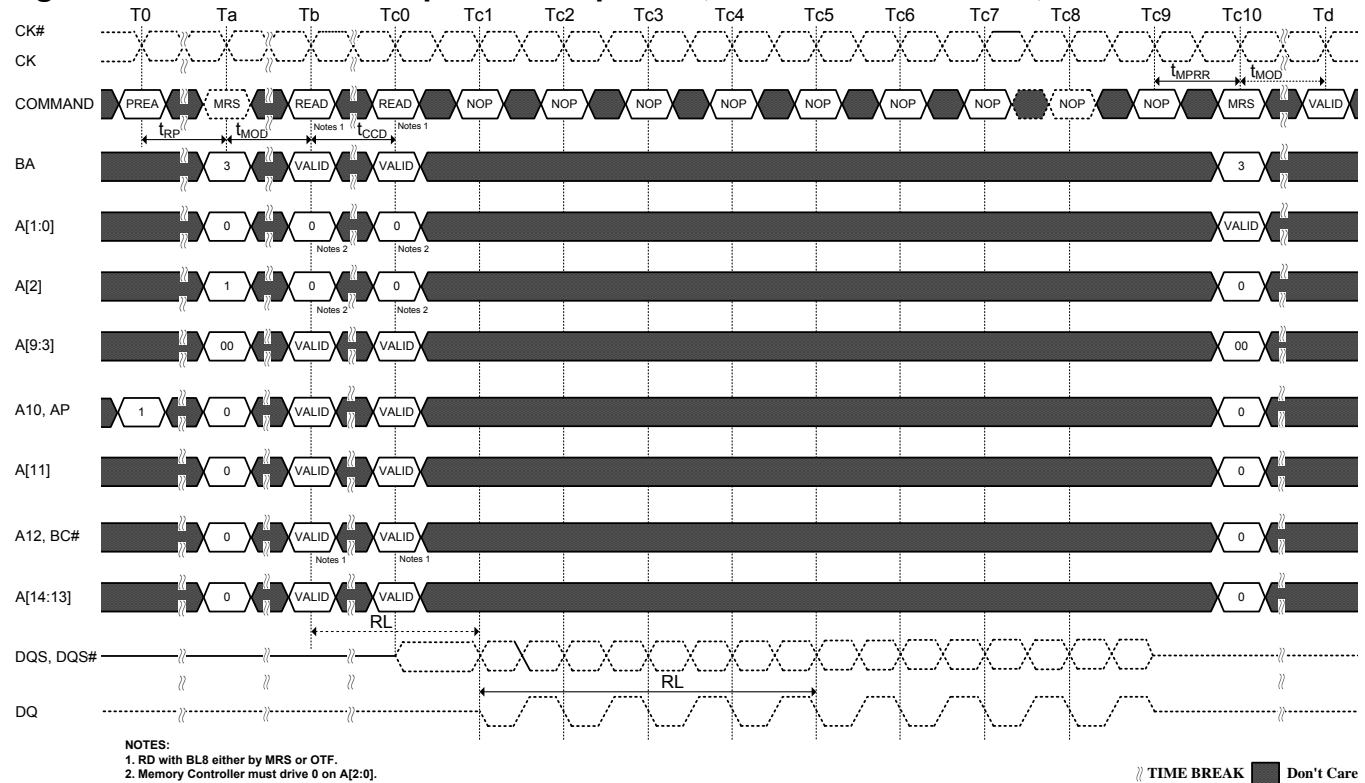 T0 Ta Tb Tc0 Tc1 Tc2 Tc3 Tc4 Tc5 Tc6 Tc7 Tc8 Tc9 Tc10 Td
CK#
CK
tMPRR tMOD
COMMAND PREA MRS READ READ NOP NOP NOP NOP NOP NOP NOP NOP NOP MRS VALID
Notes 1 Notes 1
tRP tMOD tCCD
BA 3 VALID VALID 3
A[1:0] 0 0 0 VALID
Notes 2 Notes 2
A[2] 1 0 0 0
Notes 2 Notes 2
A[9:3] 00 VALID VALID 00
A10, AP 1 0 VALID VALID 0
A[11] 0 VALID VALID 0
A12, BC# 0 VALID VALID 0
Notes 1 Notes 1
A[14:13] 0 VALID VALID 0
RL
DQS, DQS#
RL
DQ
NOTES:
1. RD with BL8 either by MRS or OTF.
2. Memory Controller must drive 0 on A[2:0].
TIME BREAK Don't Care